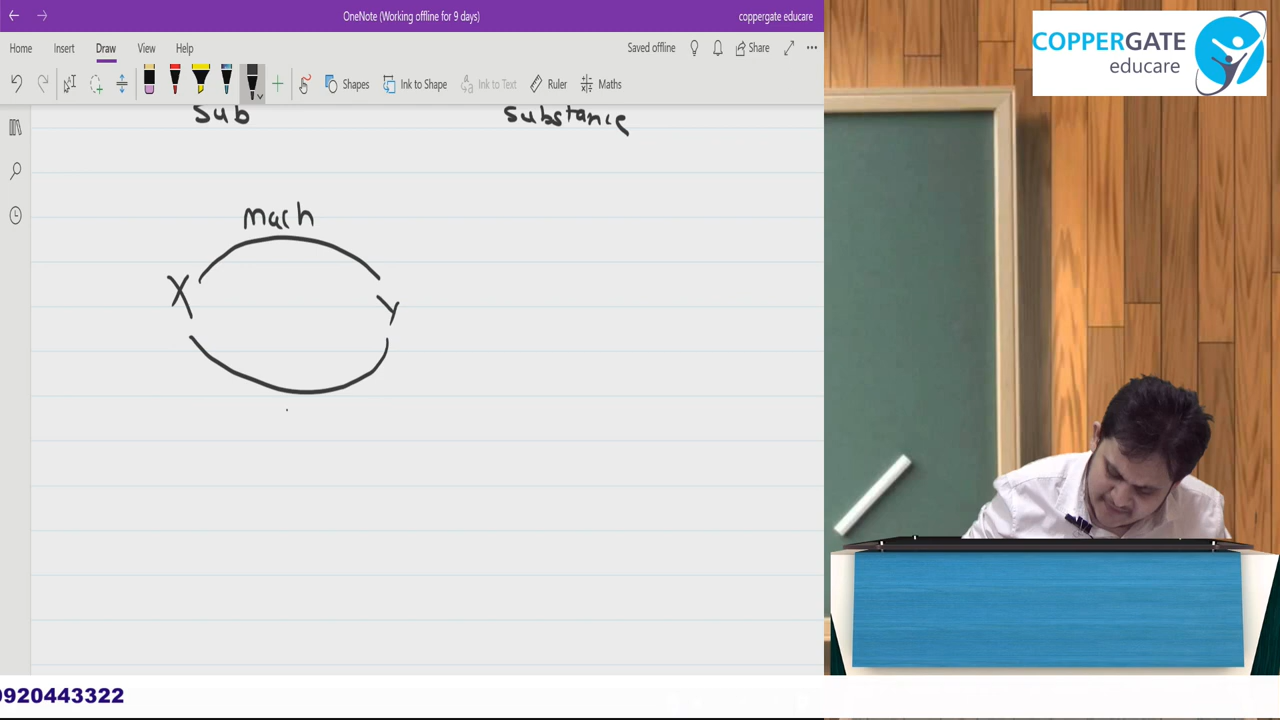 OneNote (Working offline for 9 days)
coppergate educare
Home Insert Draw View Help
Saved offline
Share
Shapes
Ink to Shape
Ink to Text
Ruler
Maths
COPPERGATE
educare
Sub
Substance
Mach
X
Y
9920443322